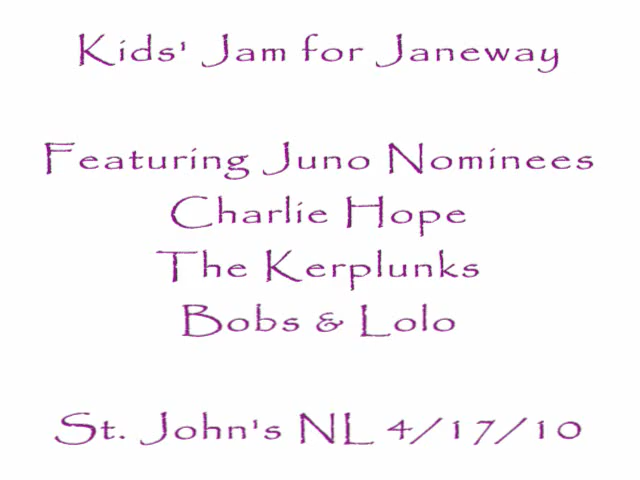 Kids' Jam for Janeway
Featuring Juno Nominees
Charlie Hope
The Kerplunks
Bobs & Lolo
St. John's NL 4/17/10